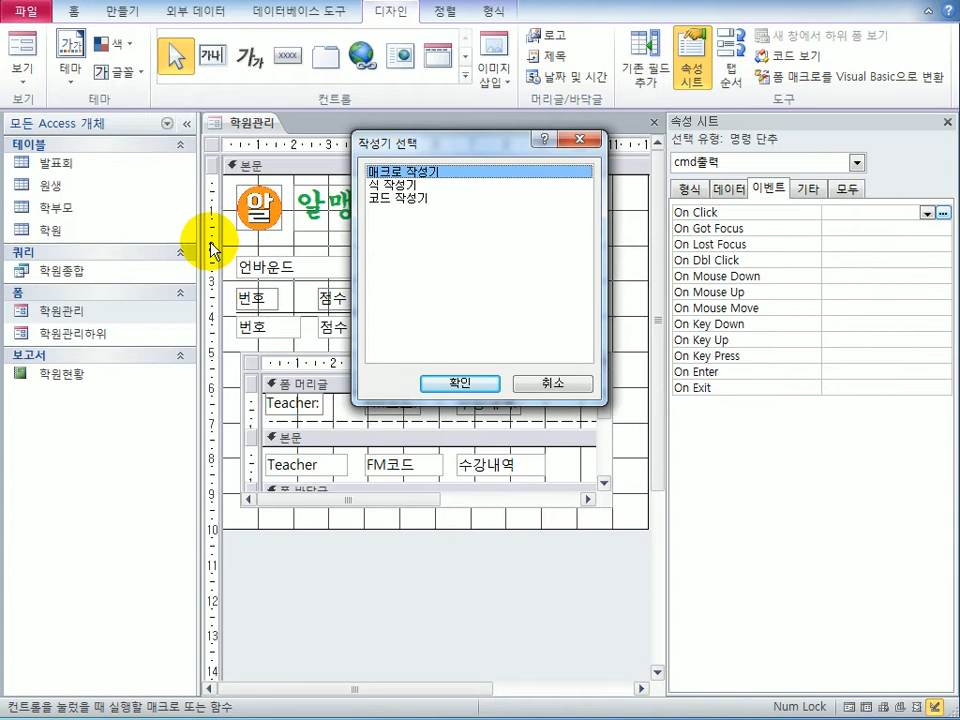 파일 홈 만들기 외부 데이터 데이터베이스 도구 디자인 정렬 형식
보기
보기
테마
색
가 글꼴
테마
가나
가가
xxxx
이미지 삽입
컨트롤
로고
제목
날짜 및 시간
머리글/바닥글
기존 필드 추가
속성 시트
탭 순서
새 창에서 하위 폼 보기
코드 보기
폼 매크로를 Visual Basic으로 변환
도구
모든 Access 개체
테이블
발표회
원생
학부모
학원
쿼리
학원종합
폼
학원관리
학원관리하위
보고서
학원현황
학원관리
본문
알 알맹
언바운드
번호 점수
번호 점수
폼 머리글
Teacher:
본문
Teacher FM코드 수강내역
작성기 선택
매크로 작성기
식 작성기
코드 작성기
확인 취소
속성 시트
선택 유형: 명령 단추
cmd출력
형식 데이터 이벤트 기타 모두
On Click
On Got Focus
On Lost Focus
On Dbl Click
On Mouse Down
On Mouse Up
On Mouse Move
On Key Down
On Key Up
On Key Press
On Enter
On Exit
컨트롤을 눌렀을 때 실행할 매크로 또는 함수
Num Lock